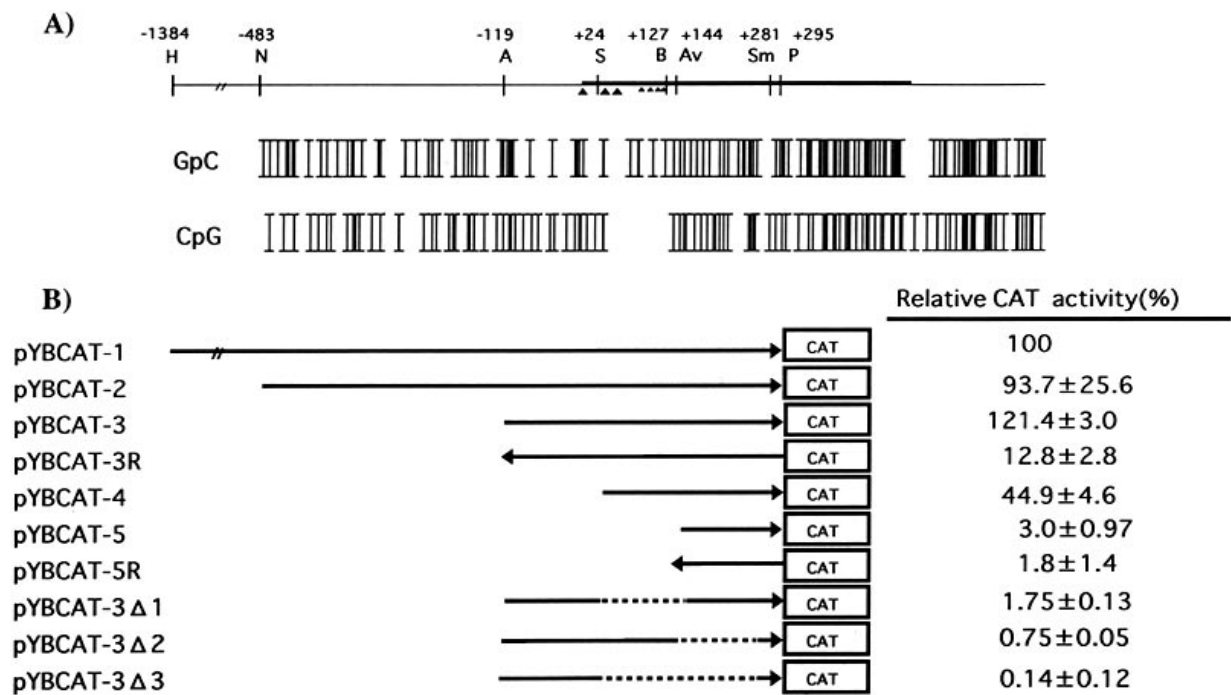 A)
-1384 -483 -119 +24 +127 +144 +281 +295
H N A S B Av Sm P
GpC
CpG
B)
Relative CAT activity(%)
pYBCAT-1 CAT 100
pYBCAT-2 CAT 93.7±25.6
pYBCAT-3 CAT 121.4±3.0
pYBCAT-3R CAT 12.8±2.8
pYBCAT-4 CAT 44.9±4.6
pYBCAT-5 CAT 3.0±0.97
pYBCAT-5R CAT 1.8±1.4
pYBCAT-3Δ1 CAT 1.75±0.13
pYBCAT-3Δ2 CAT 0.75±0.05
pYBCAT-3Δ3 CAT 0.14±0.12